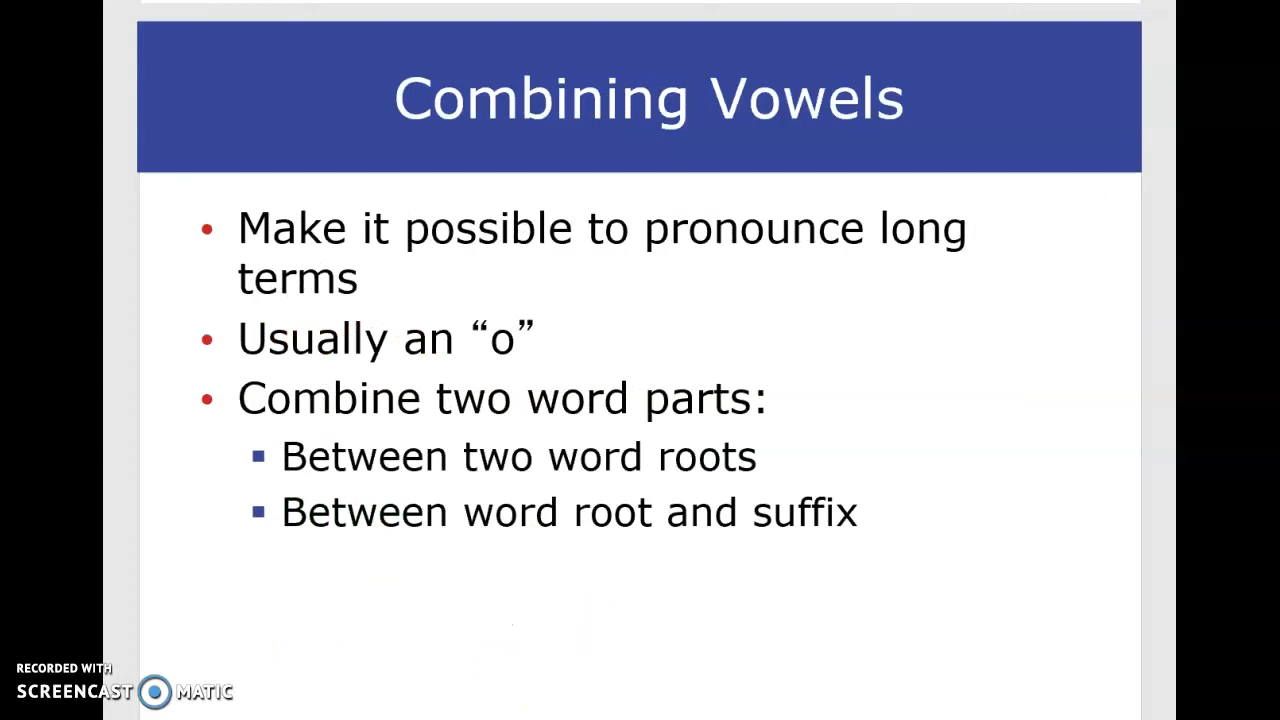 Combining Vowels
• Make it possible to pronounce long
terms
• Usually an “o”
• Combine two word parts:
▪ Between two word roots
▪ Between word root and suffix
RECORDED WITH
SCREENCAST MATIC